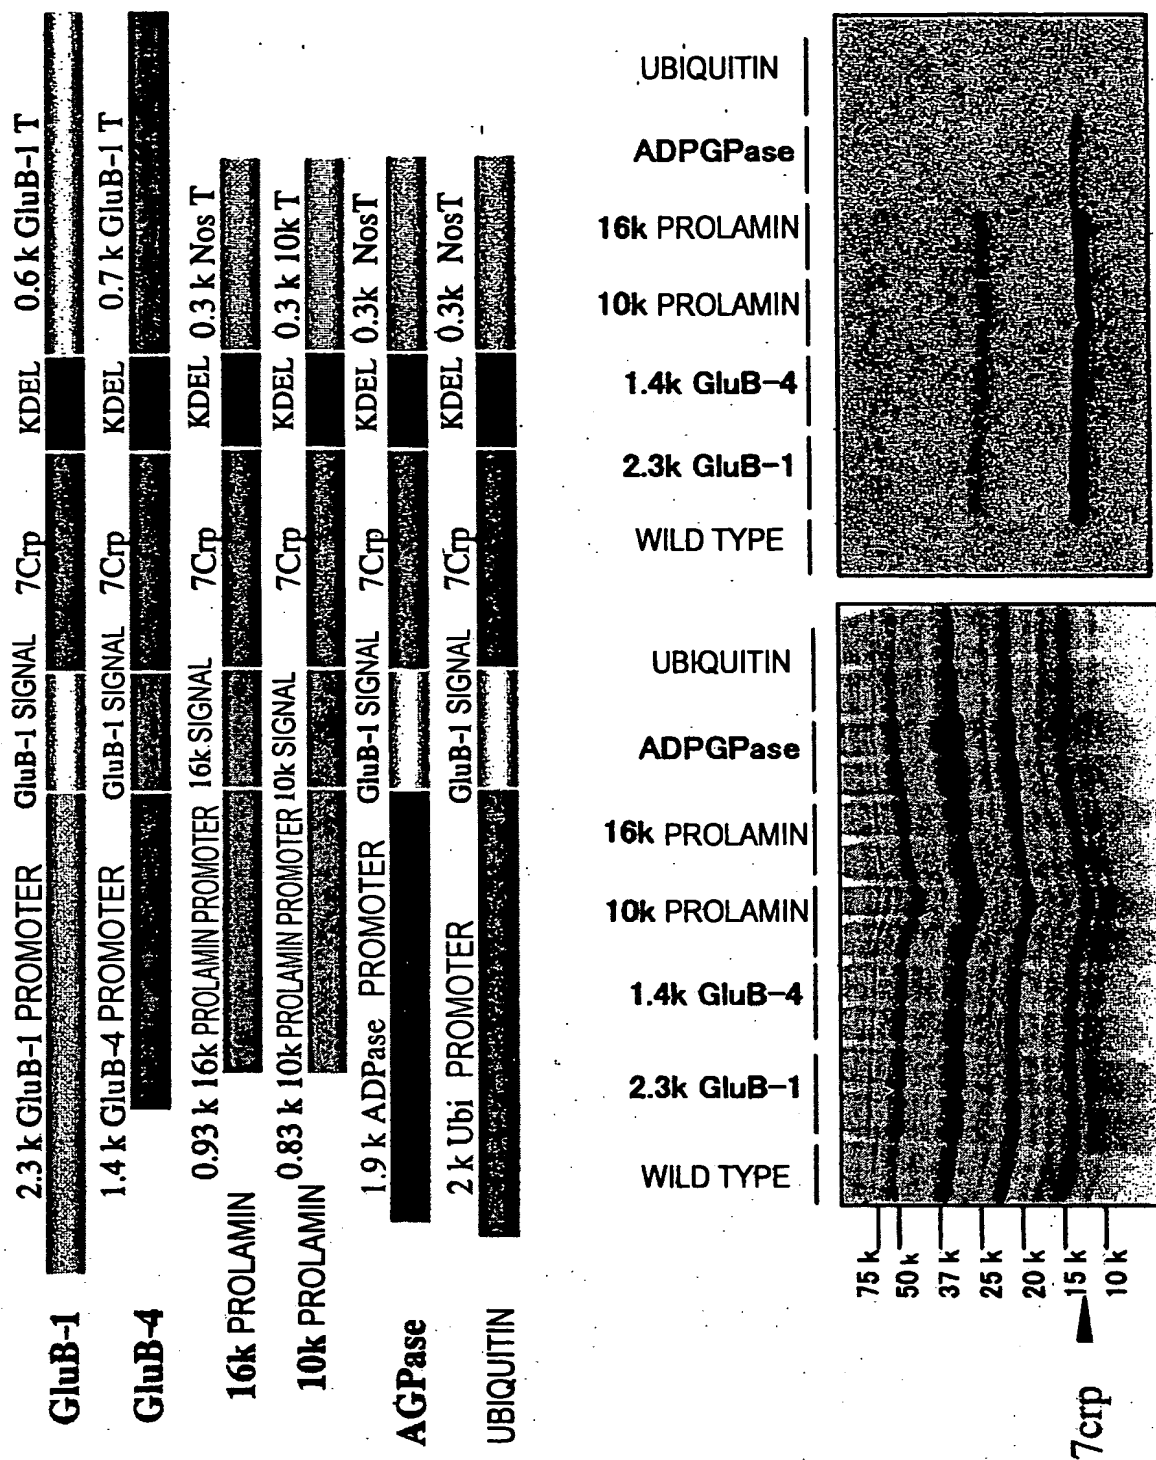 GluB-1
2.3 k GluB-1 PROMOTER GluB-1 SIGNAL 7Crp KDEL 0.6 k GluB-1 T
GluB-4
1.4 k GluB-4 PROMOTER GluB-1 SIGNAL 7Crp KDEL 0.7 k GluB-1 T
16k PROLAMIN
0.93 k 16k PROLAMIN PROMOTER 16k SIGNAL 7Crp KDEL 0.3 k Nos T
10k PROLAMIN
0.83 k 10k PROLAMIN PROMOTER 10k SIGNAL 7Crp KDEL 0.3 k 10k T
AGPase
1.9 k ADPase PROMOTER GluB-1 SIGNAL 7Crp KDEL 0.3k NosT
UBIQUITIN
2 k Ubi PROMOTER GluB-1 SIGNAL 7Crp KDEL 0.3k NosT
WILD TYPE
2.3k GluB-1
1.4k GluB-4
10k PROLAMIN
16k PROLAMIN
ADPGPase
UBIQUITIN
WILD TYPE
2.3k GluB-1
1.4k GluB-4
10k PROLAMIN
16k PROLAMIN
ADPGPase
UBIQUITIN
75 k
50 k
37 k
25 k
20 k
15 k
10 k
7crp